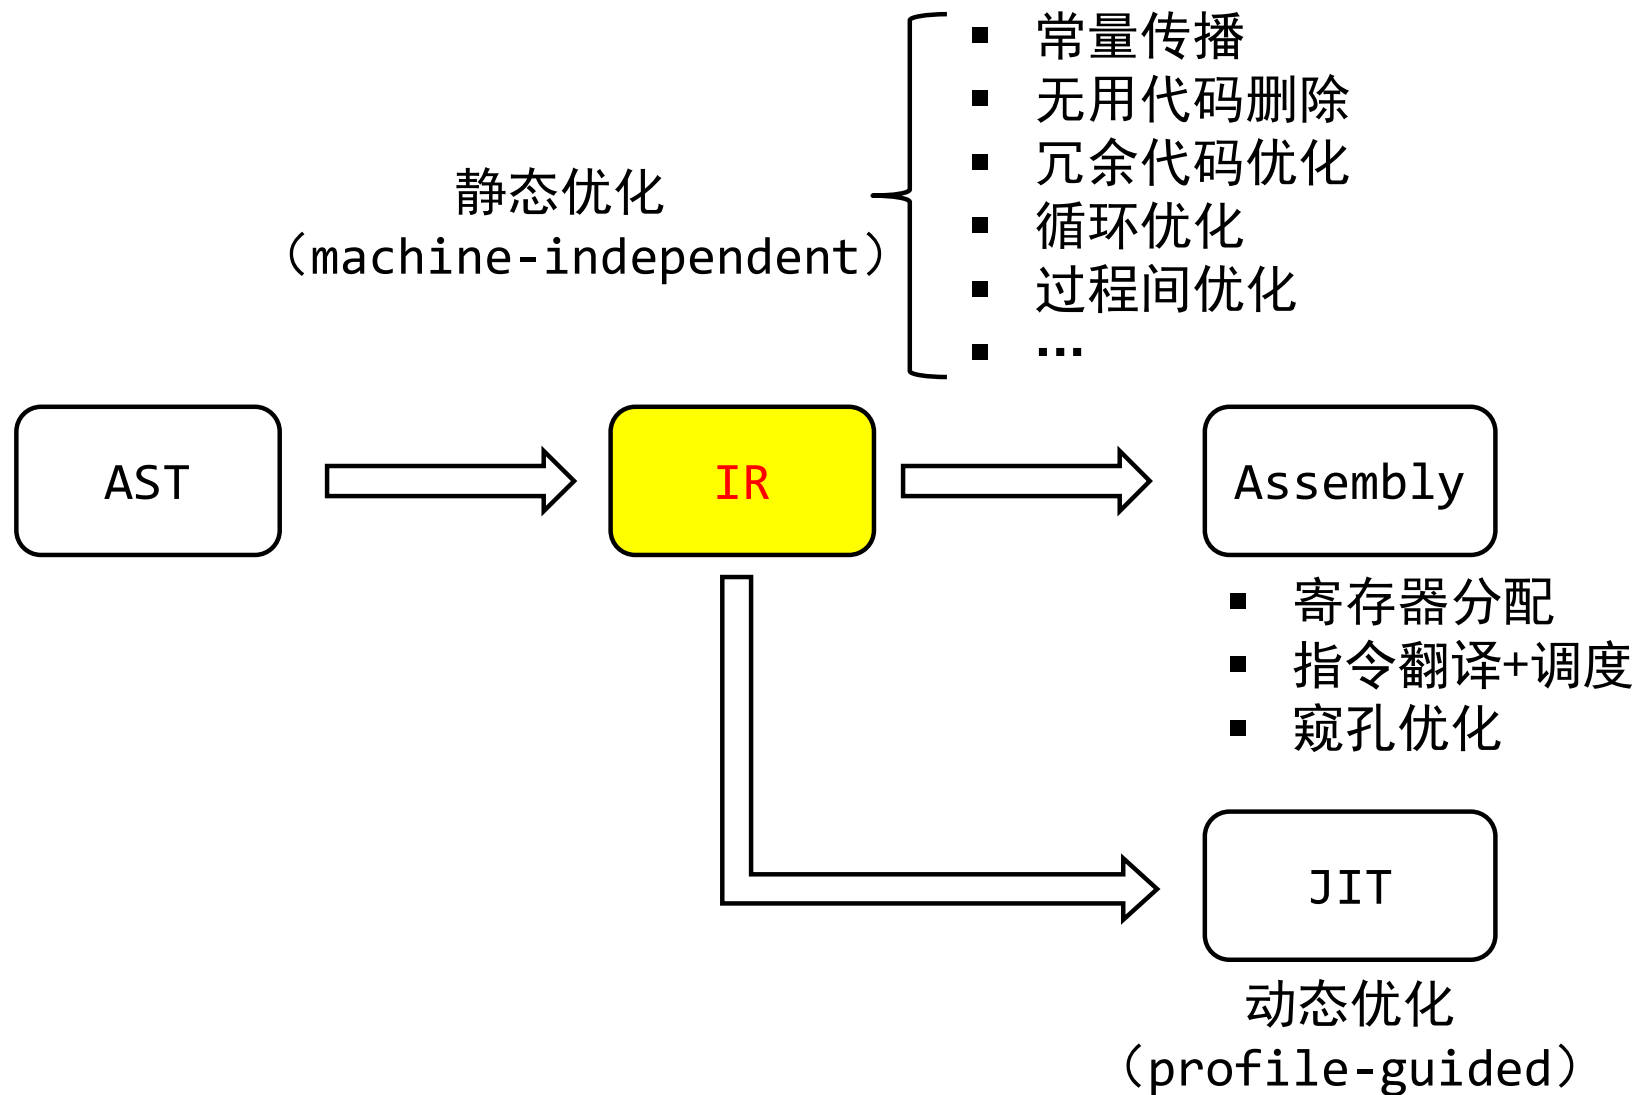 常量传播
无用代码删除
冗余代码优化
循环优化
过程间优化
…
静态优化
（machine-independent）
AST
IR
Assembly
寄存器分配
指令翻译+调度
窥孔优化
JIT
动态优化
（profile-guided）